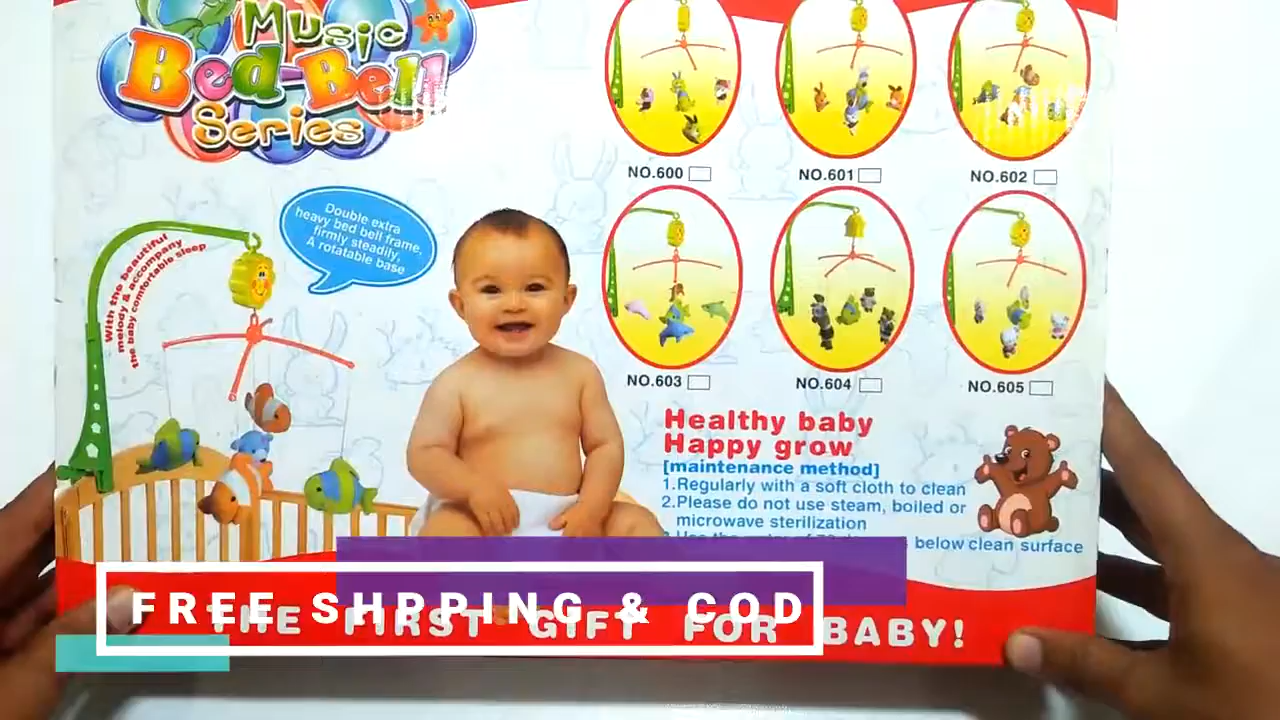 Music
Bed-Bell
Series
Double extra
heavy bed bell frame,
firmly steadily,
A rotatable base
With the beautiful
melody & accompany
the baby comfortable sleep
NO.600
NO.601
NO.602
NO.603
NO.604
NO.605
Healthy baby
Happy grow
[maintenance method]
1.Regularly with a soft cloth to clean
2.Please do not use steam, boiled or
microwave sterilization
below clean surface
FREE SHPPING & COD
THE FIRST GIFT FOR BABY!